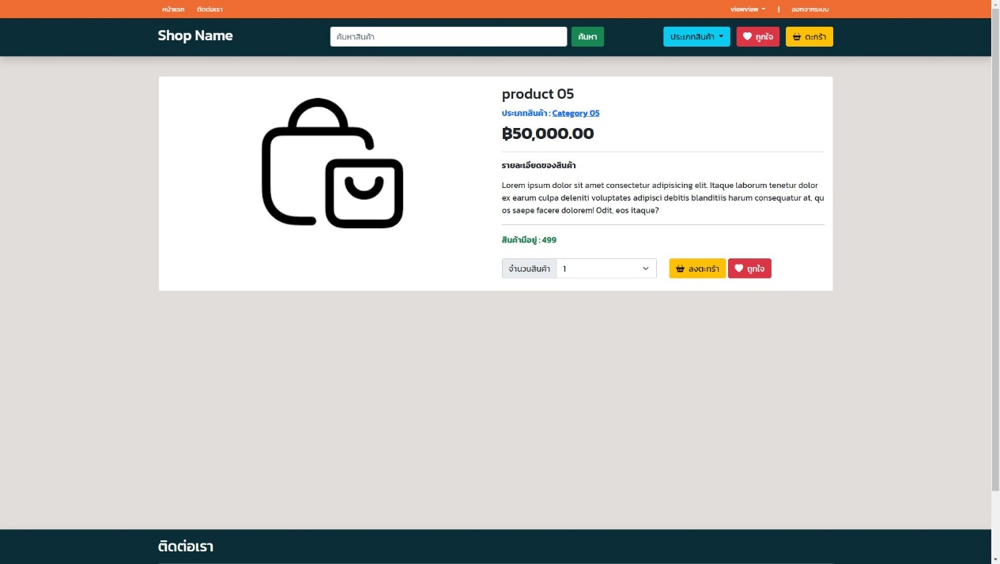 หน้าแรก ติดต่อเรา viewview | ออกจากระบบ
Shop Name ค้นหาสินค้า ค้นหา ประเภทสินค้า ถูกใจ ตะกร้า
product 05
ประเภทสินค้า : Category 05
฿50,000.00
รายละเอียดของสินค้า
Lorem ipsum dolor sit amet consectetur adipisicing elit. Itaque laborum tenetur dolor
ex earum culpa deleniti voluptates adipisci debitis blanditiis harum consequatur at, qu
os saepe facere dolorem! Odit, eos itaque?
สินค้ามีอยู่ : 499
จำนวนสินค้า 1 ลงตะกร้า ถูกใจ
ติดต่อเรา